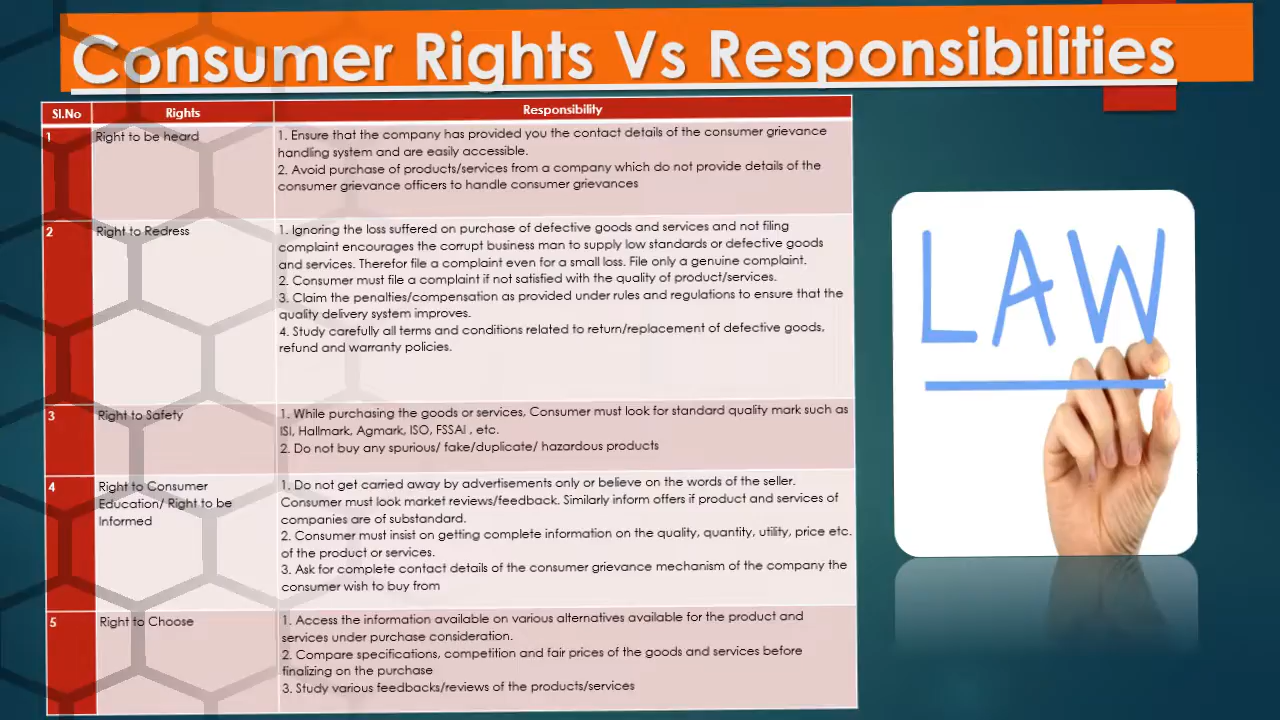 Consumer Rights Vs Responsibilities
Sl.No Rights Responsibility
1 Right to be heard 1. Ensure that the company has provided you the contact details of the consumer grievance
handling system and are easily accessible.
2. Avoid purchase of products/services from a company which do not provide details of the
consumer grievance officers to handle consumer grievances
2 Right to Redress 1. Ignoring the loss suffered on purchase of defective goods and services and not filing
complaint encourages the corrupt business man to supply low standards or defective goods
and services. Therefor file a complaint even for a small loss. File only a genuine complaint.
2. Consumer must file a complaint if not satisfied with the quality of product/services.
3. Claim the penalties/compensation as provided under rules and regulations to ensure that the
quality delivery system improves.
4. Study carefully all terms and conditions related to return/replacement of defective goods,
refund and warranty policies.
3 Right to Safety 1. While purchasing the goods or services, Consumer must look for standard quality mark such as
ISI, Hallmark, Agmark, ISO, FSSAI , etc.
2. Do not buy any spurious/ fake/duplicate/ hazardous products
4 Right to Consumer 1. Do not get carried away by advertisements only or believe on the words of the seller.
Education/ Right to be Consumer must look market reviews/feedback. Similarly inform offers if product and services of
Informed companies are of substandard.
2. Consumer must insist on getting complete information on the quality, quantity, utility, price etc.
of the product or services.
3. Ask for complete contact details of the consumer grievance mechanism of the company the
consumer wish to buy from
5 Right to Choose 1. Access the information available on various alternatives available for the product and
services under purchase consideration.
2. Compare specifications, competition and fair prices of the goods and services before
finalizing on the purchase
3. Study various feedbacks/reviews of the products/services
LAW